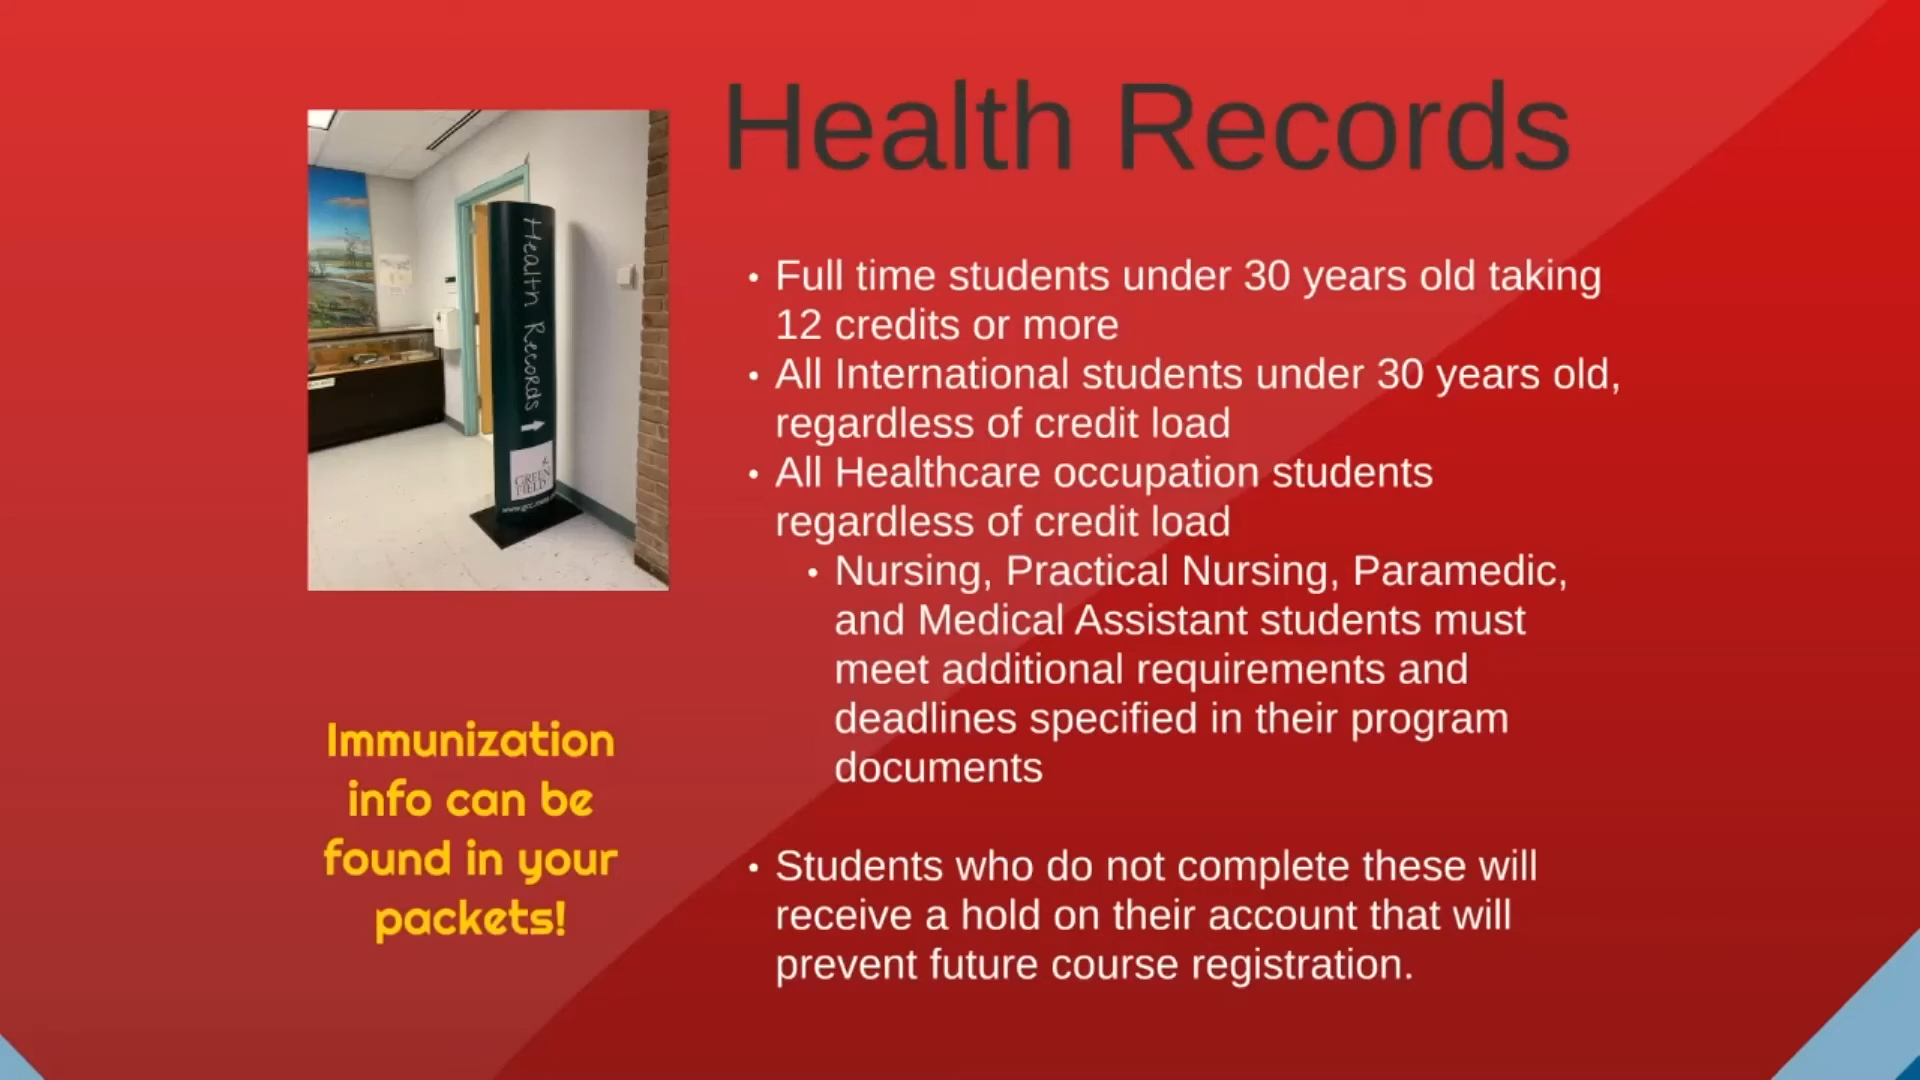 Health Records
Health Records
GREEN
FIELD
• Full time students under 30 years old taking
12 credits or more
• All International students under 30 years old,
regardless of credit load
• All Healthcare occupation students
regardless of credit load
• Nursing, Practical Nursing, Paramedic,
and Medical Assistant students must
meet additional requirements and
deadlines specified in their program
documents
• Students who do not complete these will
receive a hold on their account that will
prevent future course registration.
Immunization
info can be
found in your
packets!